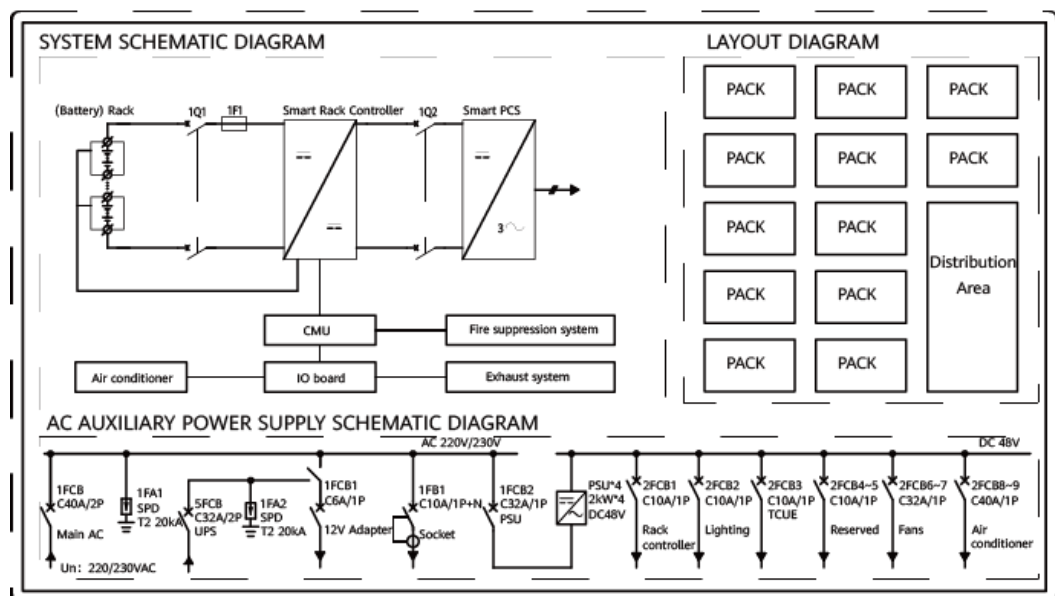 SYSTEM SCHEMATIC DIAGRAM
LAYOUT DIAGRAM
(Battery) Rack
1Q1
1F1
Smart Rack Controller
1Q2
Smart PCS
3
CMU
Fire suppression system
Air conditioner
IO board
Exhaust system
PACK
PACK
PACK
PACK
PACK
PACK
PACK
PACK
PACK
PACK
PACK
PACK
Distribution
Area
AC AUXILIARY POWER SUPPLY SCHEMATIC DIAGRAM
AC 220V/230V
DC 48V
1FCB
C40A/2P
Main AC
Un: 220/230VAC
1FA1
SPD
T2 20kA
5FCB
C32A/2P
UPS
1FA2
SPD
T2 20kA
1FCB1
C6A/1P
12V Adapter
1FB1
C10A/1P+N
Socket
1FCB2
C32A/1P
PSU
PSU*4
2kW*4
DC48V
2FCB1
C10A/1P
Rack
controller
2FCB2
C10A/1P
Lighting
2FCB3
C10A/1P
TCUE
2FCB4~5
C10A/1P
Reserved
2FCB6~7
C32A/1P
Fans
2FCB8~9
C40A/1P
Air
conditioner